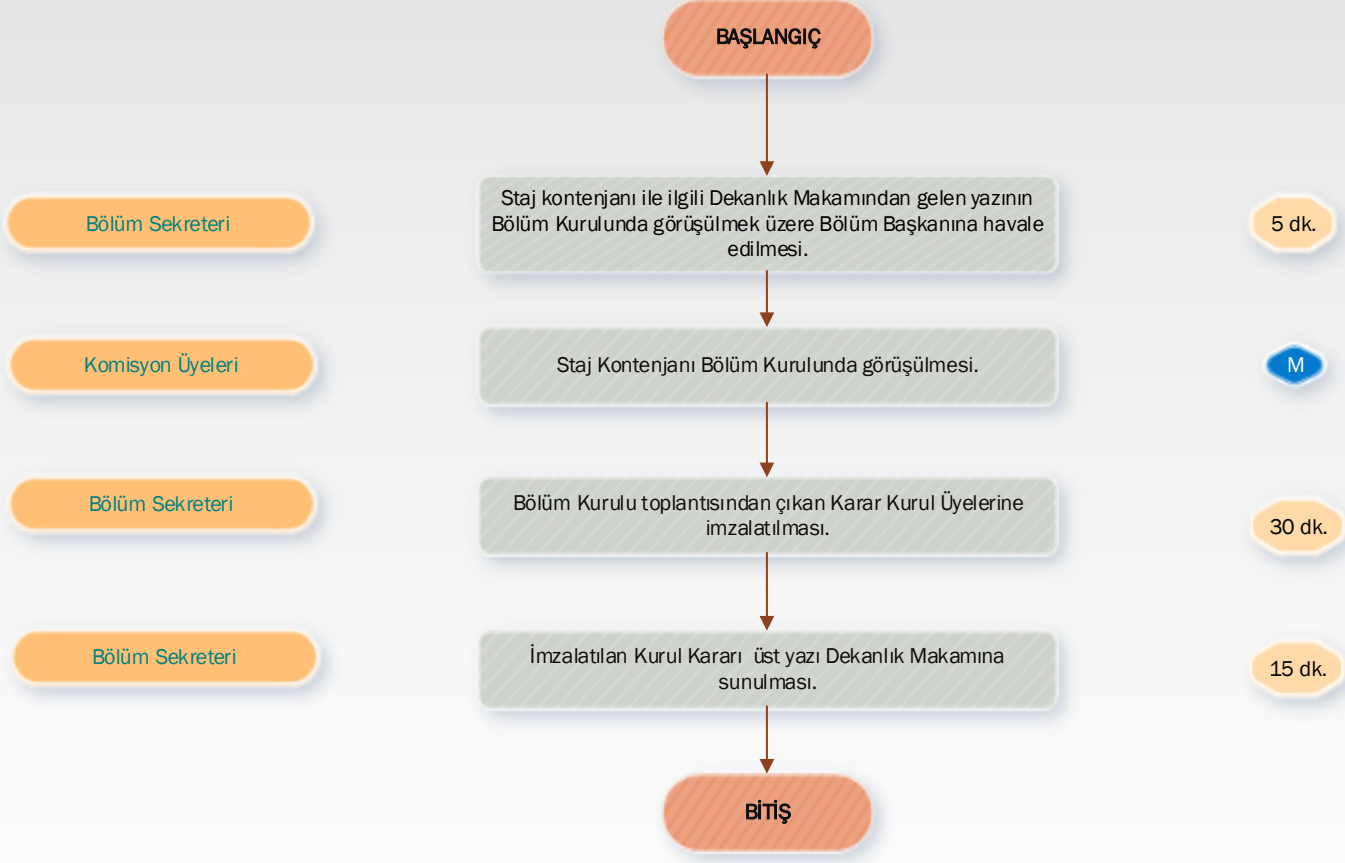 BAŞLANGIÇ
Bölüm Sekreteri
Staj kontenjanı ile ilgili Dekanlık Makamından gelen yazının
Bölüm Kurulunda görüşülmek üzere Bölüm Başkanına havale
edilmesi.
5 dk.
Komisyon Üyeleri
Staj Kontenjanı Bölüm Kurulunda görüşülmesi.
M
Bölüm Sekreteri
Bölüm Kurulu toplantısından çıkan Karar Kurul Üyelerine
imzalatılması.
30 dk.
Bölüm Sekreteri
İmzalatılan Kurul Kararı üst yazı Dekanlık Makamına
sunulması.
15 dk.
BİTİŞ